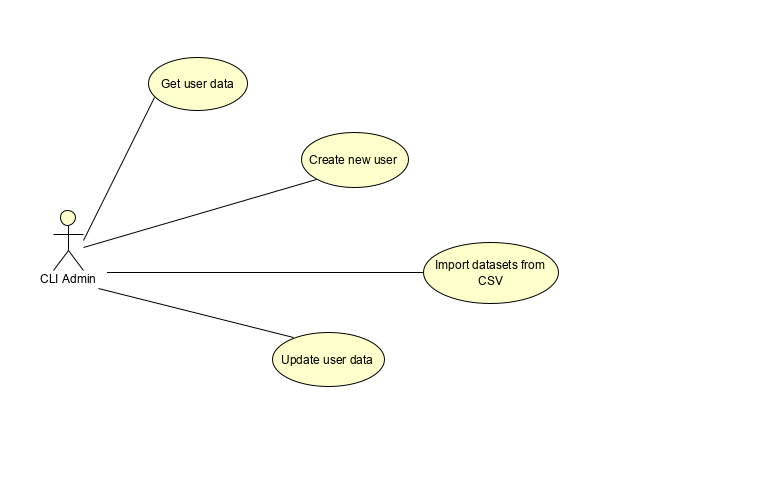 Get user data
Create new user
Import datasets from
CSV
CLI Admin
Update user data